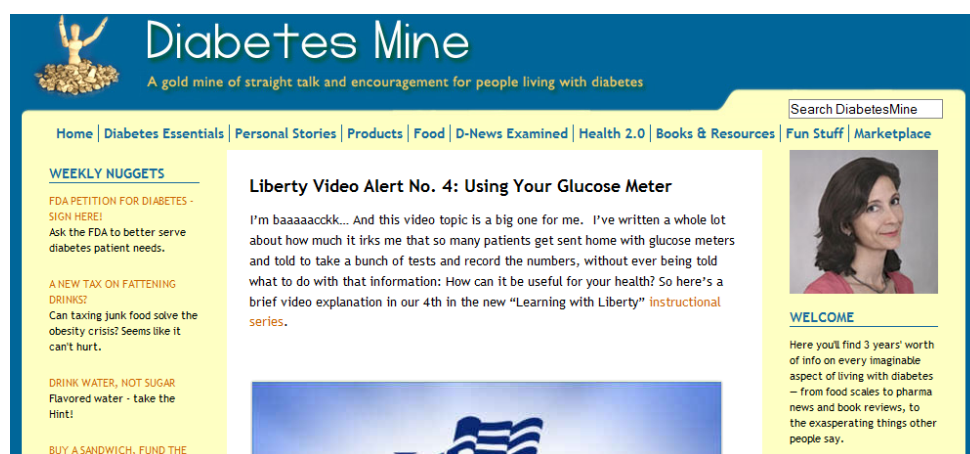 Diabetes Mine
A gold mine of straight talk and encouragement for people living with diabetes
Search DiabetesMine
Home | Diabetes Essentials | Personal Stories | Products | Food | D-News Examined | Health 2.0 | Books & Resources | Fun Stuff | Marketplace
WEEKLY NUGGETS
FDA PETITION FOR DIABETES -
SIGN HERE!
Ask the FDA to better serve
diabetes patient needs.
A NEW TAX ON FATTENING
DRINKS?
Can taxing junk food solve the
obesity crisis? Seems like it
can't hurt.
DRINK WATER, NOT SUGAR
Flavored water - take the
Hint!
BUY A SANDWICH, FUND THE
Liberty Video Alert No. 4: Using Your Glucose Meter
I'm baaaaacckk… And this video topic is a big one for me.  I've written a whole lot
about how much it irks me that so many patients get sent home with glucose meters
and told to take a bunch of tests and record the numbers, without ever being told
what to do with that information: How can it be useful for your health? So here's a
brief video explanation in our 4th in the new “Learning with Liberty” instructional
series.
WELCOME
Here you'll find 3 years' worth
of info on every imaginable
aspect of living with diabetes
— from food scales to pharma
news and book reviews, to
the exasperating things other
people say.